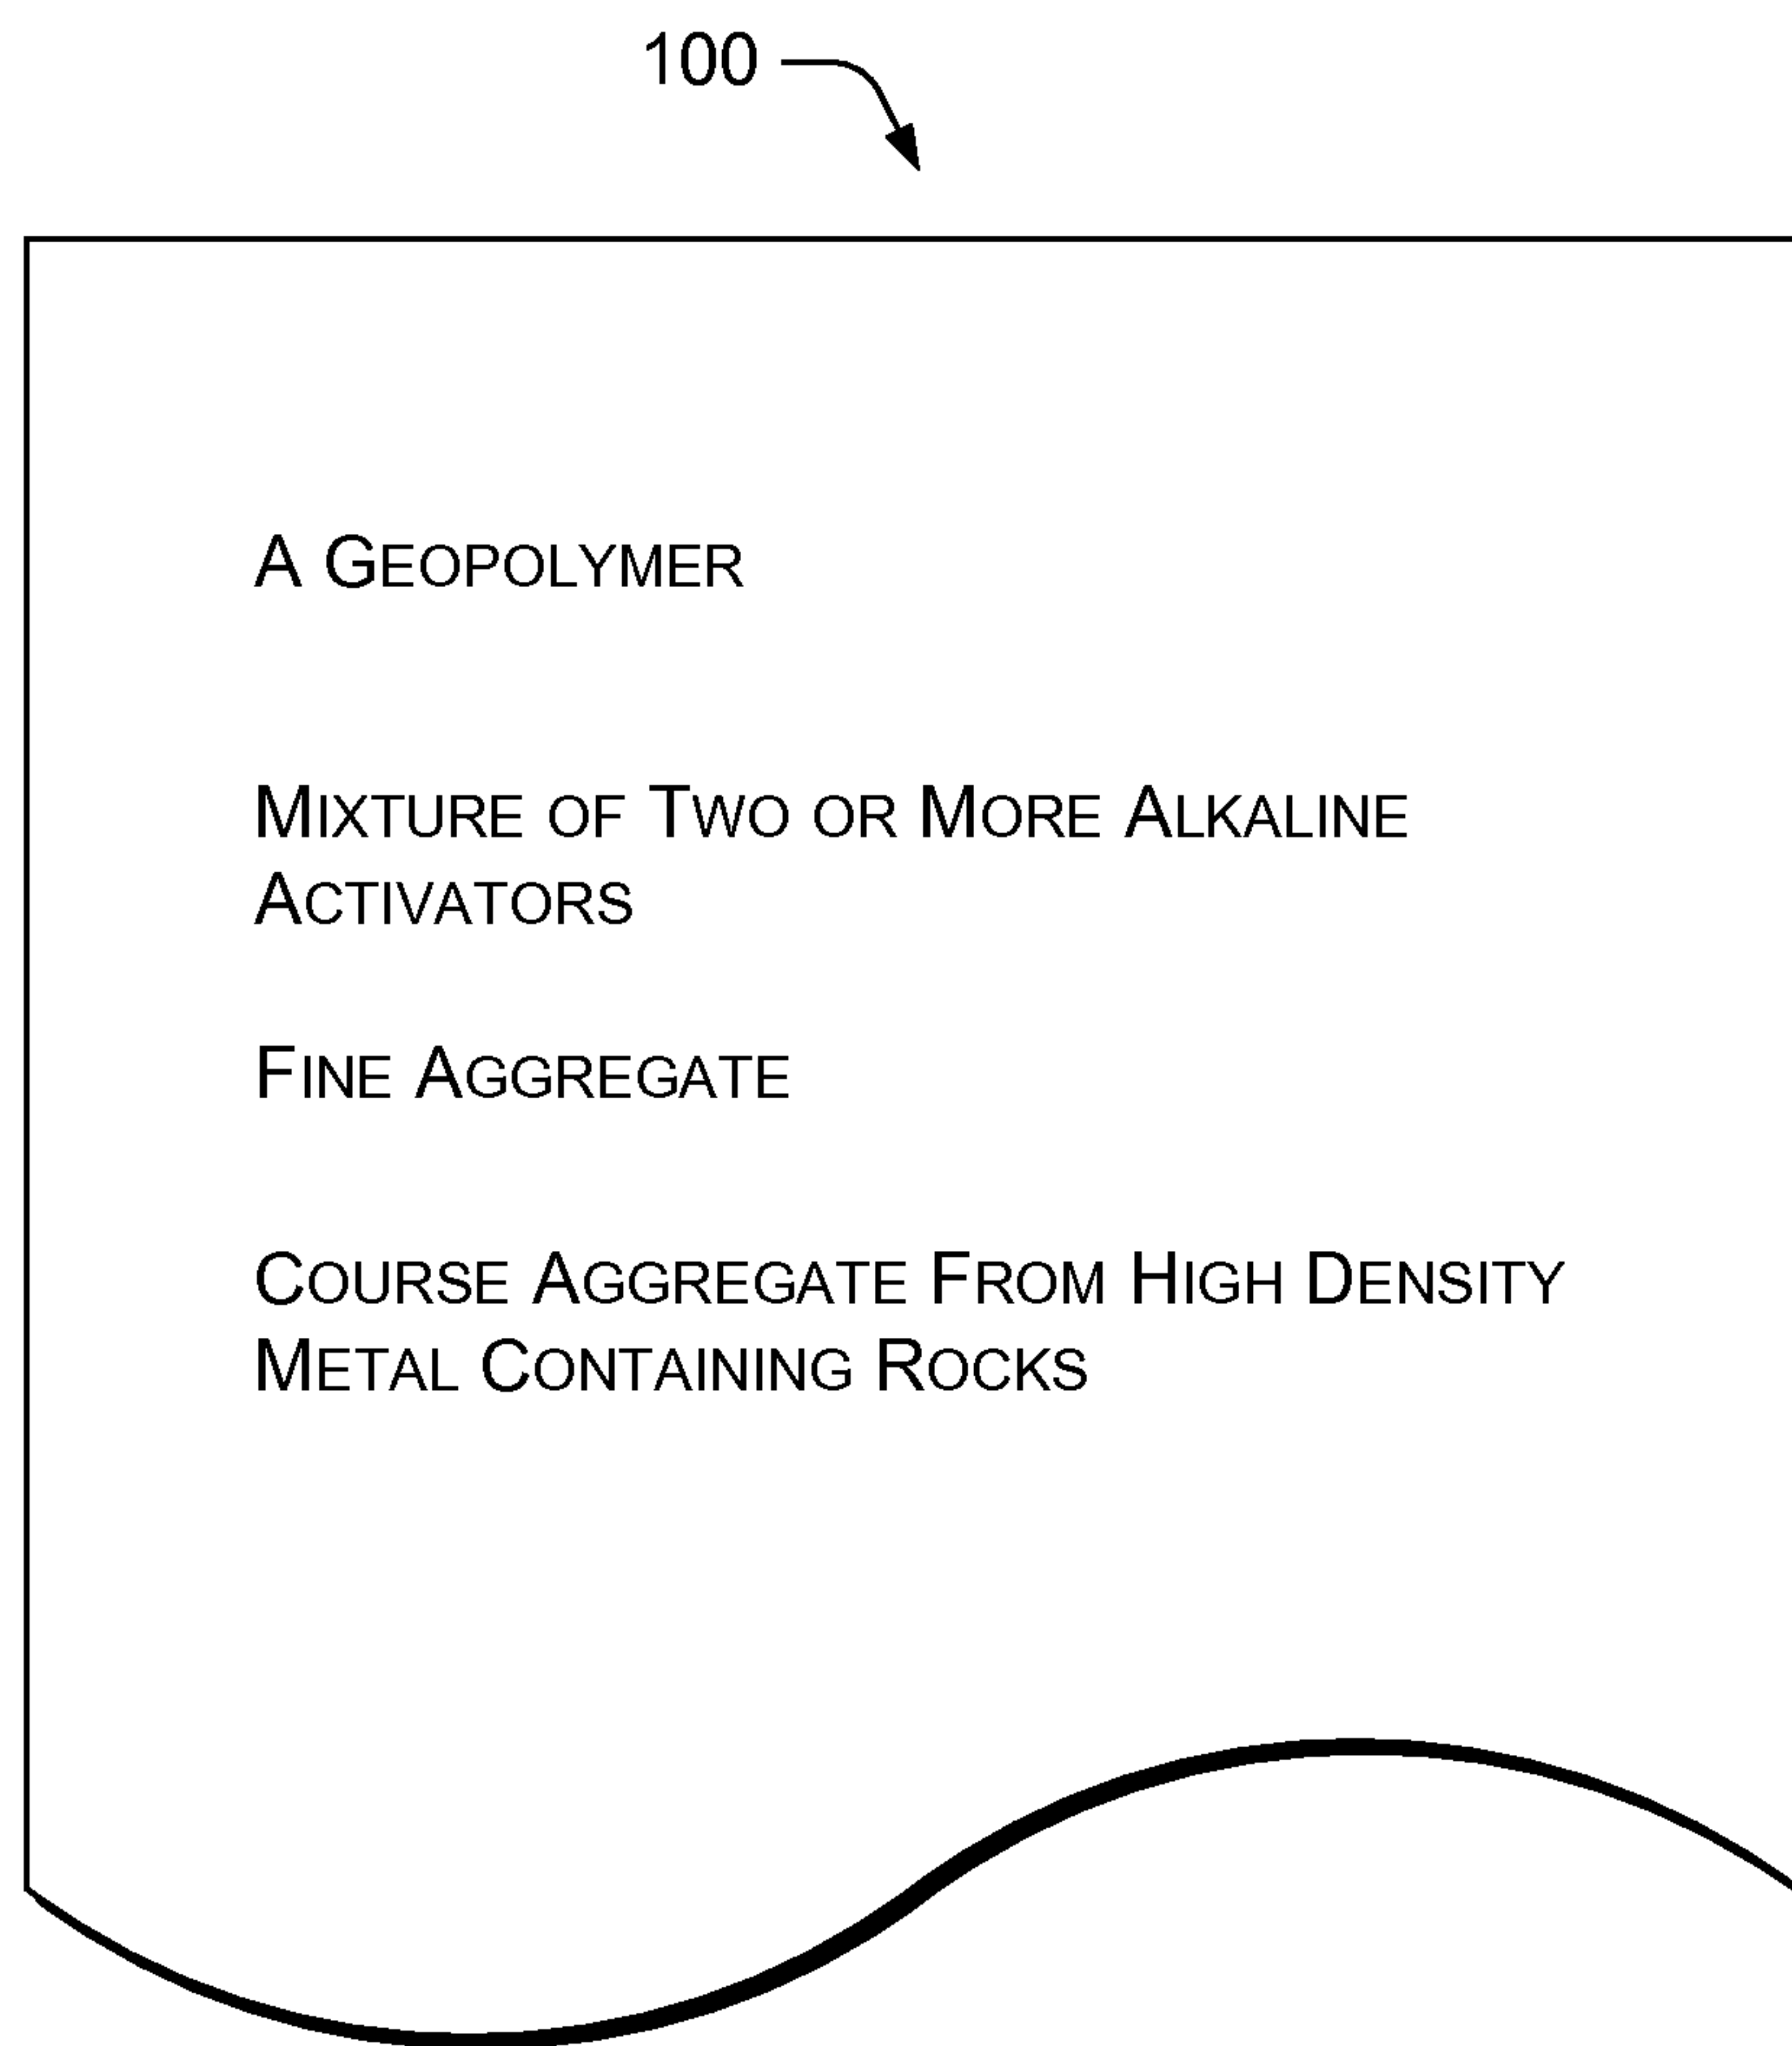 100
A Geopolymer
Mixture of Two or More Alkaline
Activators
Fine Aggregate
Course Aggregate From High Density
Metal Containing Rocks